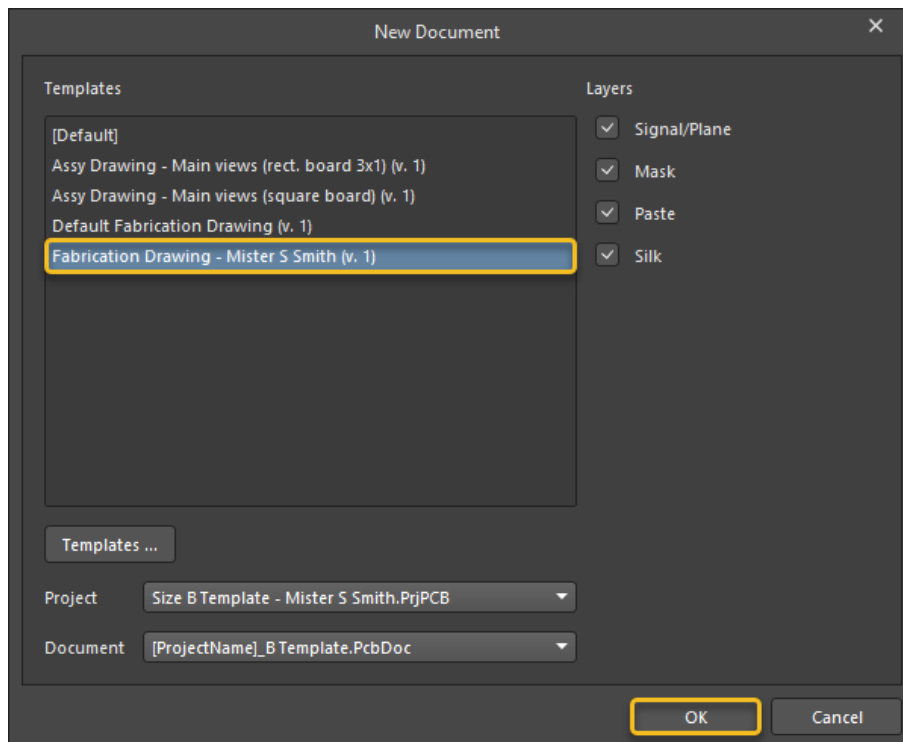 New Document
Templates
[Default]
Assy Drawing - Main views (rect. board 3x1) (v. 1)
Assy Drawing - Main views (square board) (v. 1)
Default Fabrication Drawing (v. 1)
Fabrication Drawing - Mister S Smith (v. 1)
Layers
Signal/Plane
Mask
Paste
Silk
Templates ...
Project
Size B Template - Mister S Smith.PrjPCB
Document
[ProjectName]_B Template.PcbDoc
OK
Cancel